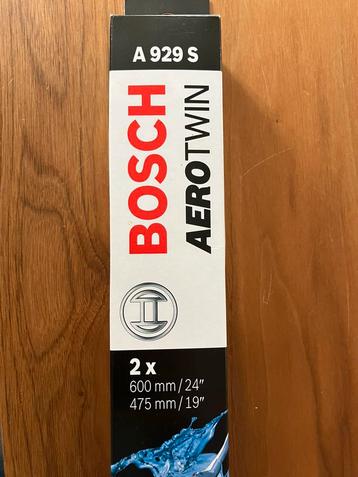 A 929 S
BOSCH
AEROTWIN
2 x
600 mm/24"
475 mm/19"